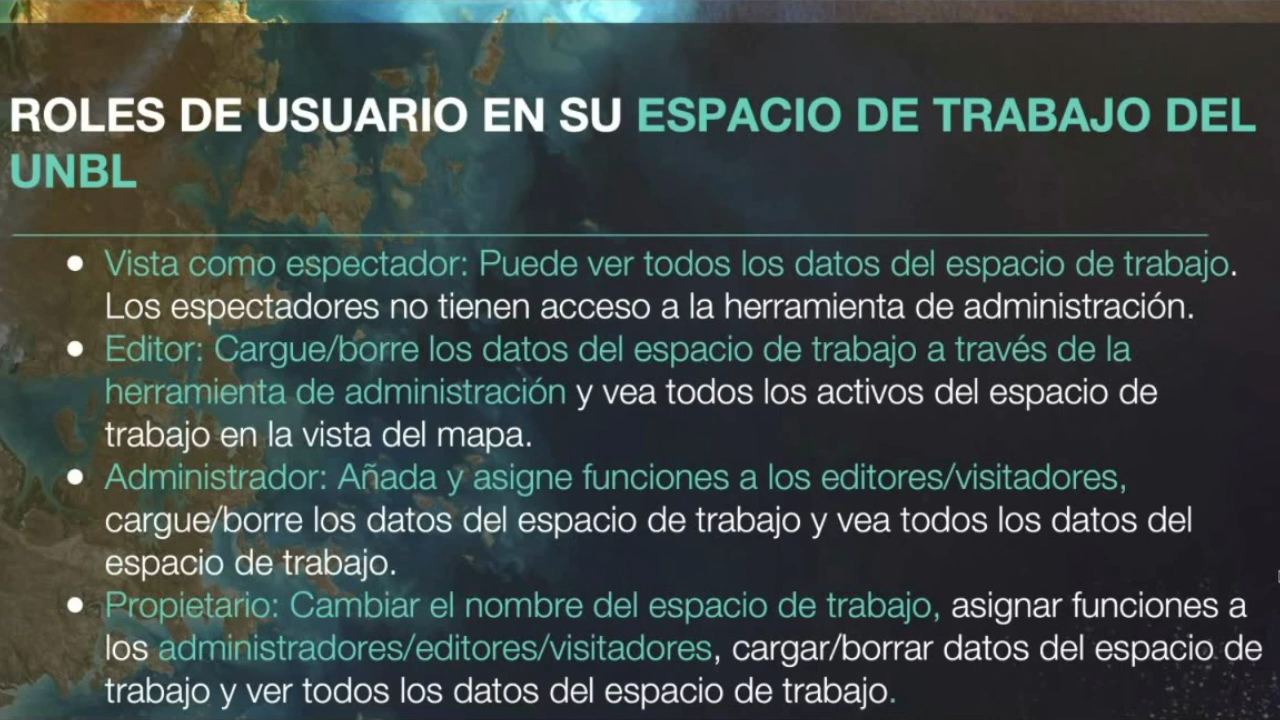 ROLES DE USUARIO EN SU ESPACIO DE TRABAJO DEL
UNBL
● Vista como espectador: Puede ver todos los datos del espacio de trabajo.
Los espectadores no tienen acceso a la herramienta de administración.
● Editor: Cargue/borre los datos del espacio de trabajo a través de la
herramienta de administración y vea todos los activos del espacio de
trabajo en la vista del mapa.
● Administrador: Añada y asigne funciones a los editores/visitadores,
cargue/borre los datos del espacio de trabajo y vea todos los datos del
espacio de trabajo.
● Propietario: Cambiar el nombre del espacio de trabajo, asignar funciones a
los administradores/editores/visitadores, cargar/borrar datos del espacio de
trabajo y ver todos los datos del espacio de trabajo.